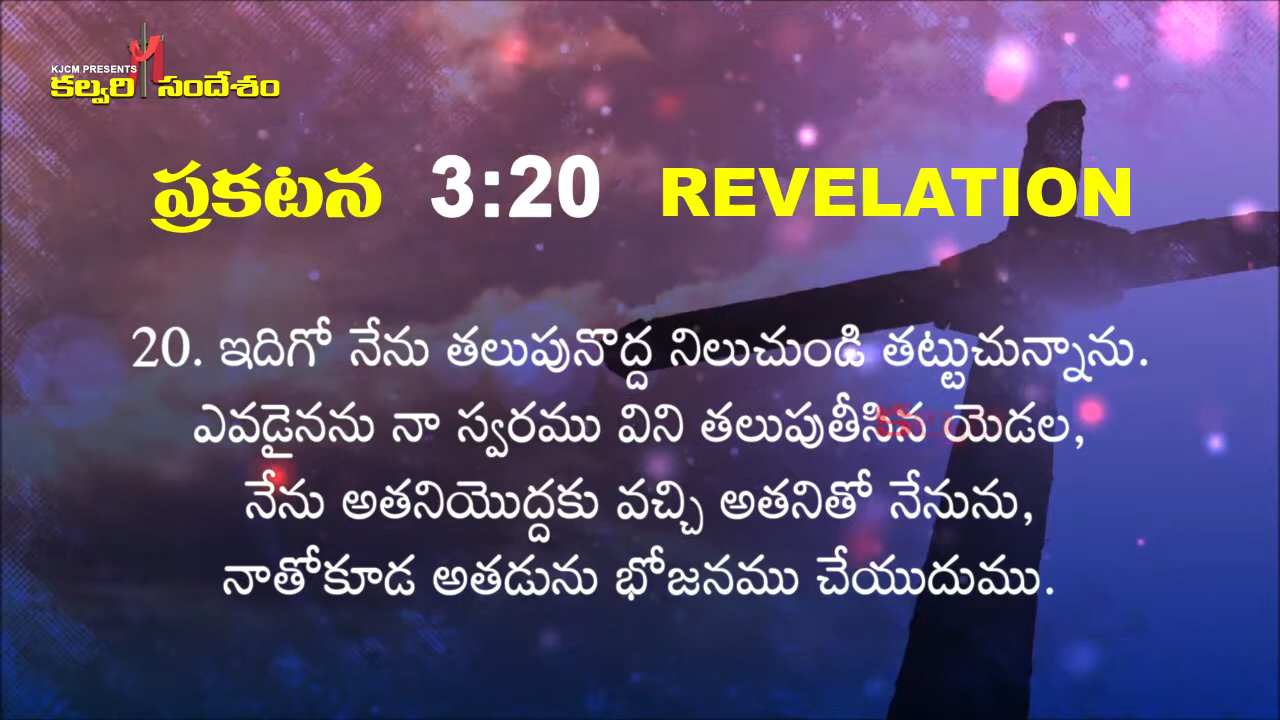 KJCM PRESENTS
కల్వరి సందేశం
ప్రకటన 3:20 REVELATION
20. ఇదిగో నేను తలుపునొద్ద నిలుచుండి తట్టుచున్నాను.
ఎవడైనను నా స్వరము విని తలుపుతీసిన యెడల,
నేను అతనియొద్దకు వచ్చి అతనితో నేనును,
నాతోకూడ అతడును భోజనము చేయుదుము.